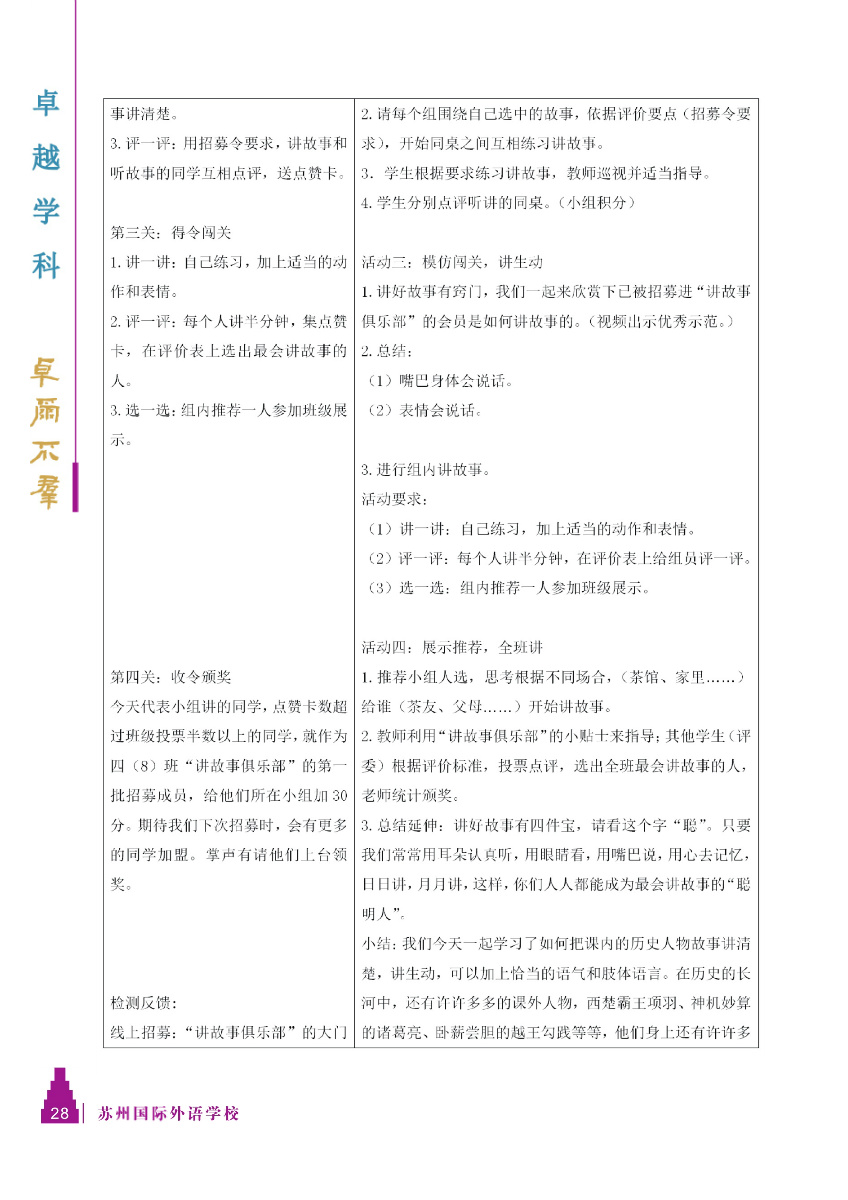 卓越学科
卓尔不群
事讲清楚。
3.评一评：用招募令要求，讲故事和
听故事的同学互相点评，送点赞卡。
第三关：得令闯关
1.讲一讲：自己练习，加上适当的动
作和表情。
2.评一评：每个人讲半分钟，集点赞
卡，在评价表上选出最会讲故事的
人。
3.选一选：组内推荐一人参加班级展
示。
第四关：收令颁奖
今天代表小组讲的同学，点赞卡数超
过班级投票半数以上的同学，就作为
四（8）班“讲故事俱乐部”的第一
批招募成员，给他们所在小组加 30
分。期待我们下次招募时，会有更多
的同学加盟。掌声有请他们上台领
奖。
检测反馈：
线上招募：“讲故事俱乐部”的大门
2.请每个组围绕自己选中的故事，依据评价要点（招募令要
求），开始同桌之间互相练习讲故事。
3．学生根据要求练习讲故事，教师巡视并适当指导。
4.学生分别点评听讲的同桌。（小组积分）
活动三：模仿闯关，讲生动
1.讲好故事有窍门，我们一起来欣赏下已被招募进“讲故事
俱乐部”的会员是如何讲故事的。（视频出示优秀示范。）
2.总结：
（1）嘴巴身体会说话。
（2）表情会说话。
3.进行组内讲故事。
活动要求：
（1）讲一讲：自己练习，加上适当的动作和表情。
（2）评一评：每个人讲半分钟，在评价表上给组员评一评。
（3）选一选：组内推荐一人参加班级展示。
活动四：展示推荐，全班讲
1.推荐小组人选，思考根据不同场合，（茶馆、家里……）
给谁（茶友、父母……）开始讲故事。
2.教师利用“讲故事俱乐部”的小贴士来指导；其他学生（评
委）根据评价标准，投票点评，选出全班最会讲故事的人，
老师统计颁奖。
3.总结延伸：讲好故事有四件宝，请看这个字“聪”。只要
我们常常用耳朵认真听，用眼睛看，用嘴巴说，用心去记忆，
日日讲，月月讲，这样，你们人人都能成为最会讲故事的“聪
明人”。
小结：我们今天一起学习了如何把课内的历史人物故事讲清
楚，讲生动，可以加上恰当的语气和肢体语言。在历史的长
河中，还有许许多多的课外人物，西楚霸王项羽、神机妙算
的诸葛亮、卧薪尝胆的越王勾践等等，他们身上还有许许多
28
苏州国际外语学校